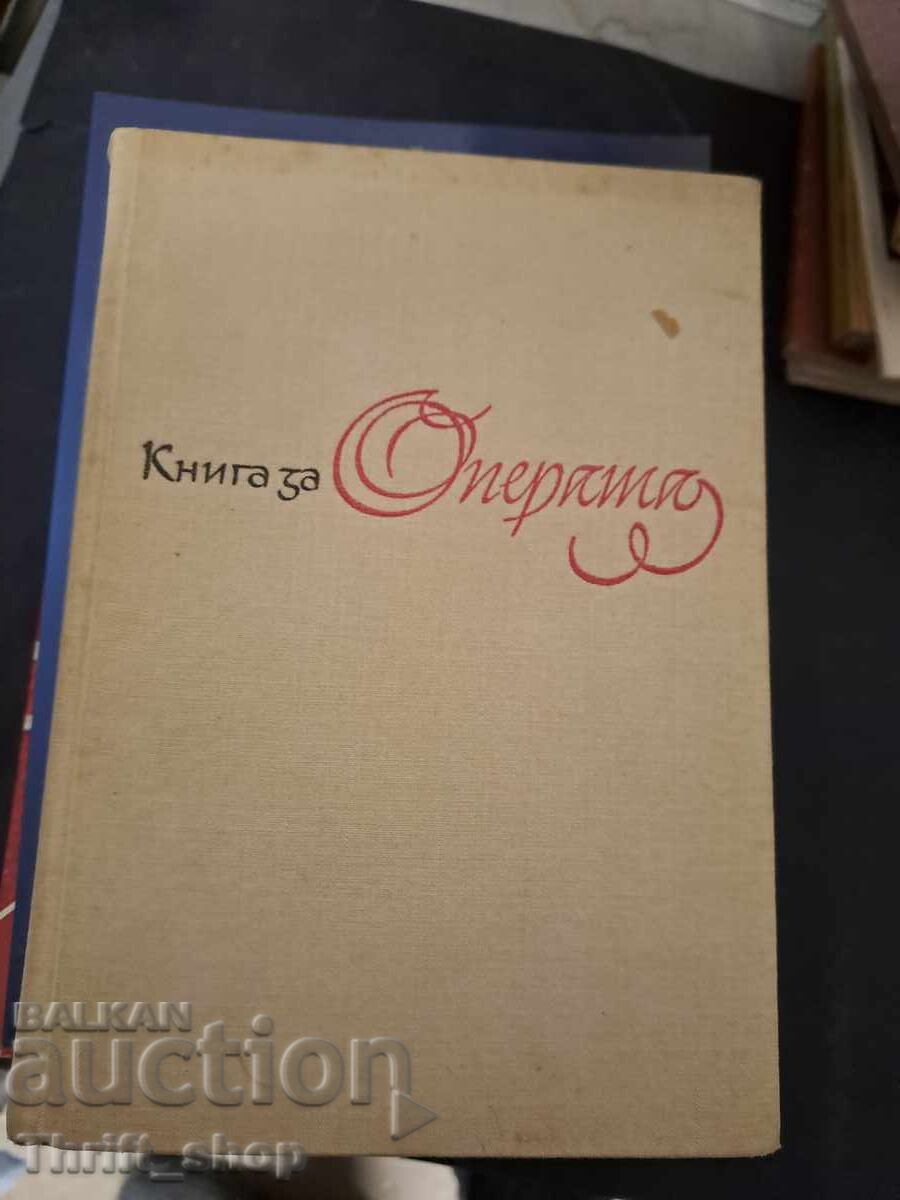 Книга за Операта
BALKAN
auction
Thrift_shop